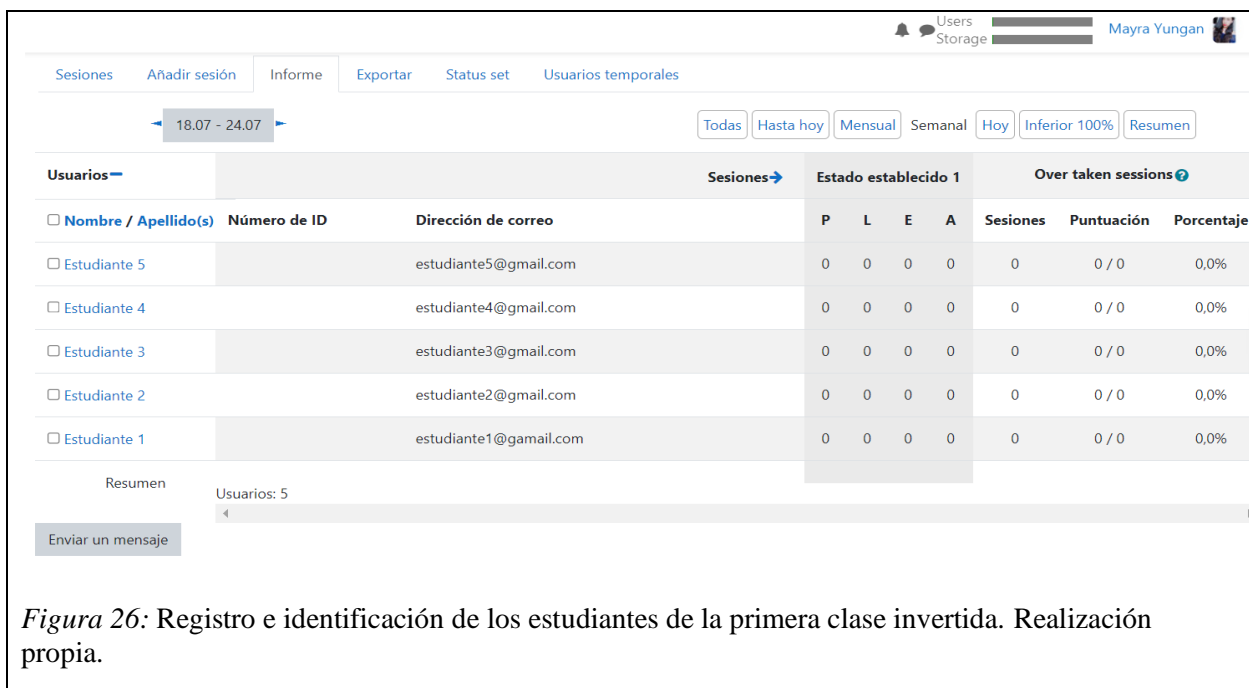 Users
Storage
Mayra Yungan
Sesiones Añadir sesión Informe Exportar Status set Usuarios temporales
18.07 - 24.07 Todas Hasta hoy Mensual Semanal Hoy Inferior 100% Resumen
Usuarios Sesiones Estado establecido 1 Over taken sessions
Nombre / Apellido(s) Número de ID Dirección de correo P L E A Sesiones Puntuación Porcentaje
Estudiante 5 estudiante5@gmail.com 0 0 0 0 0 0 / 0 0,0%
Estudiante 4 estudiante4@gmail.com 0 0 0 0 0 0 / 0 0,0%
Estudiante 3 estudiante3@gmail.com 0 0 0 0 0 0 / 0 0,0%
Estudiante 2 estudiante2@gmail.com 0 0 0 0 0 0 / 0 0,0%
Estudiante 1 estudiante1@gamail.com 0 0 0 0 0 0 / 0 0,0%
Resumen
Usuarios: 5
Enviar un mensaje
Figura 26: Registro e identificación de los estudiantes de la primera clase invertida. Realización
propia.